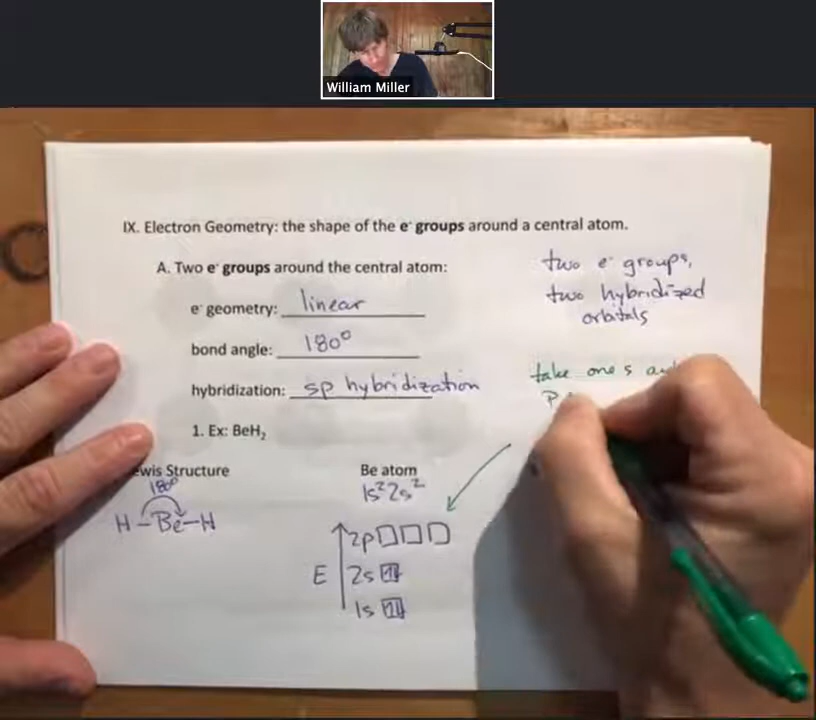 William Miller
IX. Electron Geometry: the shape of the e⁻ groups around a central atom.
A. Two e⁻ groups around the central atom:
e⁻ geometry: linear
bond angle: 180°
hybridization: sp hybridization
1. Ex: BeH₂
two e⁻ groups,
two hybridized
orbitals
take one s
P
wis Structure
180°
H-Be-H
Be atom
1s²2s²
E
2p
2s
1s